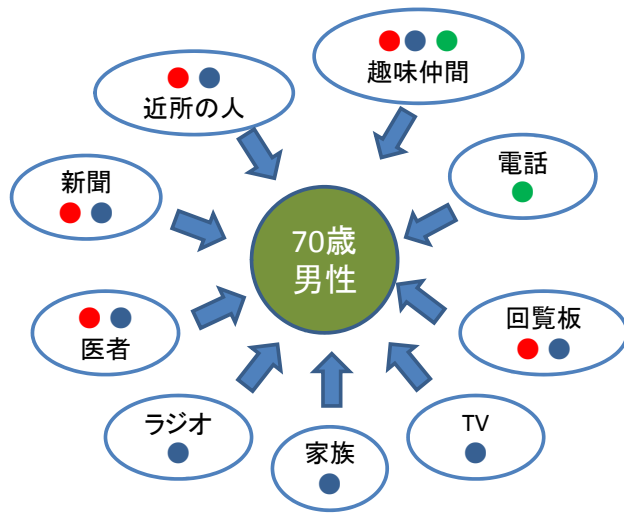 趣味仲間
近所の人
電話
新聞
70歳
男性
回覧板
医者
ラジオ
家族
TV